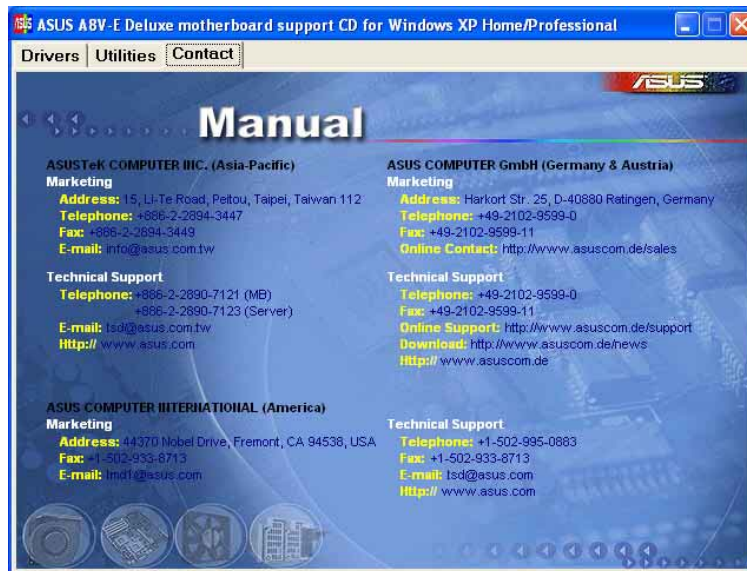 ASUS A8V-E Deluxe motherboard support CD for Windows XP Home/Professional
Drivers Utilities Contact
ASUS
Manual
ASUSTeK COMPUTER INC. (Asia-Pacific)
Marketing
Address: 15, Li-Te Road, Peitou, Taipei, Taiwan 112
Telephone: +886-2-2894-3447
Fax: +886-2-2894-3449
E-mail: info@asus.com.tw
Technical Support
Telephone: +886-2-2890-7121 (MB)
+886-2-2890-7123 (Server)
E-mail: tsd@asus.com.tw
Http:// www.asus.com
ASUS COMPUTER GmbH (Germany & Austria)
Marketing
Address: Harkort Str. 25, D-40880 Ratingen, Germany
Telephone: +49-2102-9599-0
Fax: +49-2102-9599-11
Online Contact: http://www.asuscom.de/sales
Technical Support
Telephone: +49-2102-9599-0
Fax: +49-2102-9599-11
Online Support: http://www.asuscom.de/support
Download: http://www.asuscom.de/news
Http:// www.asuscom.de
ASUS COMPUTER INTERNATIONAL (America)
Marketing
Address: 44370 Nobel Drive, Fremont, CA 94538, USA
Fax: +1-502-933-8713
E-mail: tmd1@asus.com
Technical Support
Telephone: +1-502-995-0883
Fax: +1-502-933-8713
E-mail: tsd@asus.com
Http:// www.asus.com